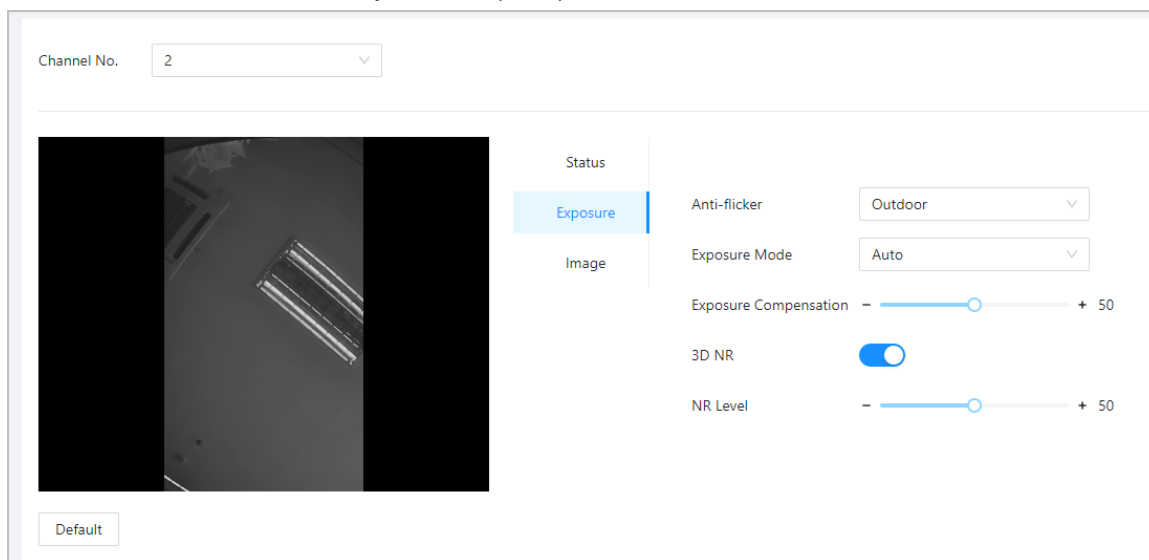 Channel No. 2
Status
Exposure
Image
Anti-flicker Outdoor
Exposure Mode Auto
Exposure Compensation - + 50
3D NR
NR Level - + 50
Default